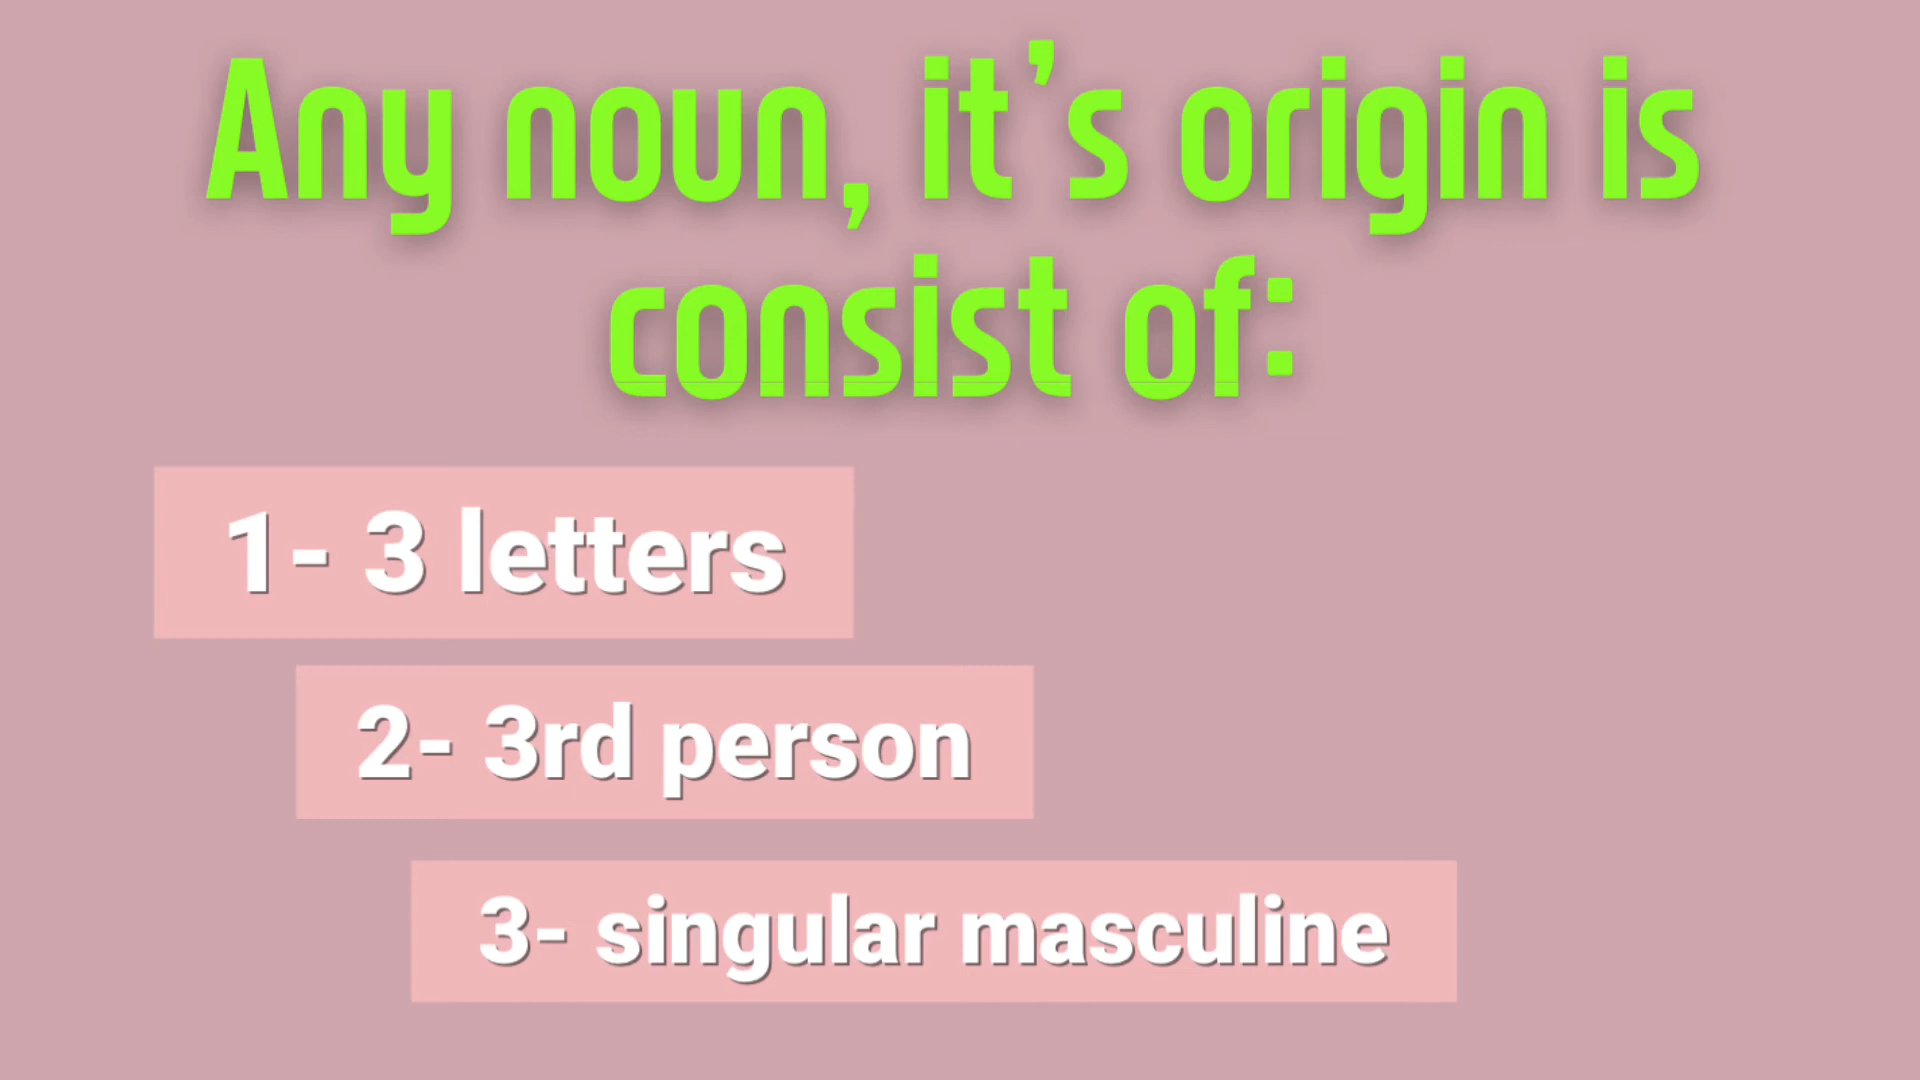 Any noun, it's origin is
consist of:
1- 3 letters
2- 3rd person
3- singular masculine